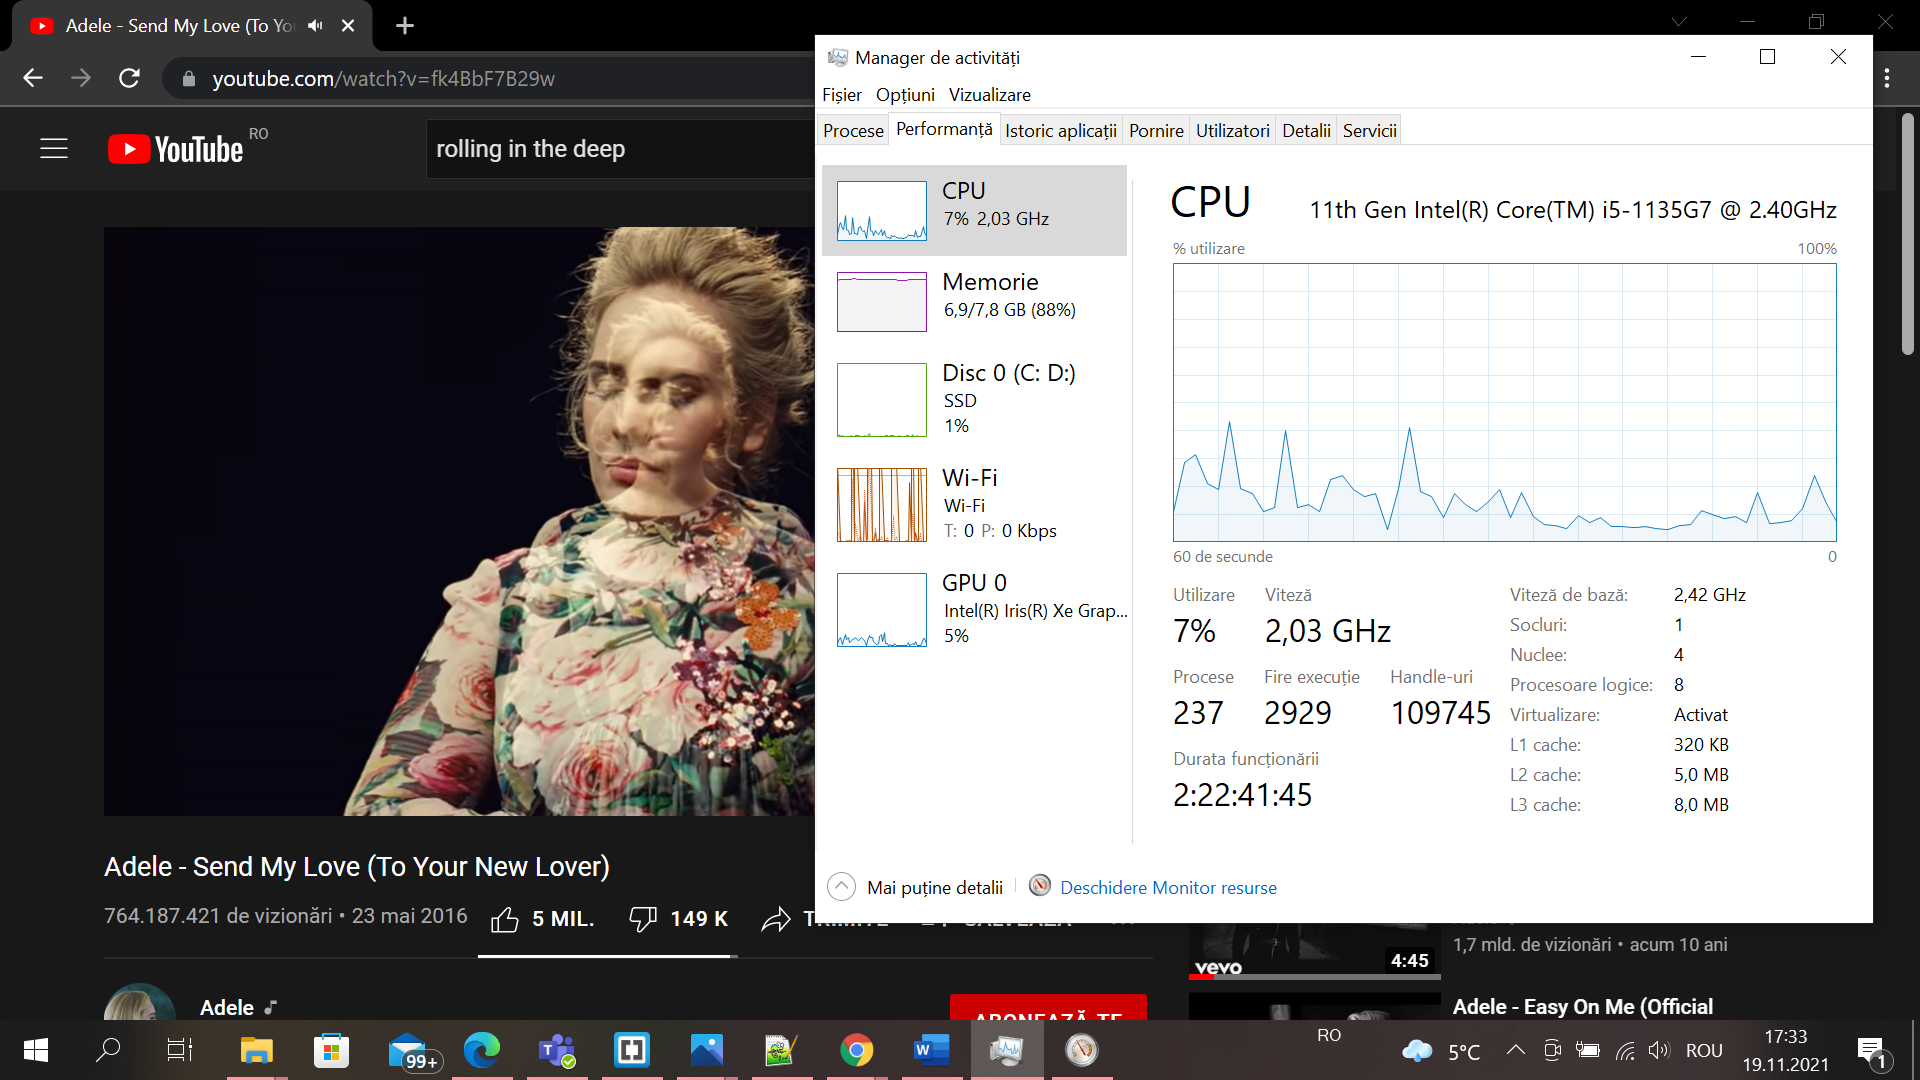 Adele - Send My Love (To Yo
youtube.com/watch?v=fk4BbF7B29w
YouTube RO
rolling in the deep
Manager de activități
Fișier Opțiuni Vizualizare
Procese Performanță Istoric aplicații Pornire Utilizatori Detalii Servicii
CPU
7% 2,03 GHz
Memorie
6,9/7,8 GB (88%)
Disc 0 (C: D:)
SSD
1%
Wi-Fi
Wi-Fi
T: 0 P: 0 Kbps
GPU 0
Intel(R) Iris(R) Xe Grap...
5%
CPU 11th Gen Intel(R) Core(TM) i5-1135G7 @ 2.40GHz
% utilizare 100%
60 de secunde 0
Utilizare Viteză
7% 2,03 GHz
Procese Fire execuție Handle-uri
237 2929 109745
Durata funcționării
2:22:41:45
Viteză de bază: 2,42 GHz
Socluri: 1
Nuclee: 4
Procesoare logice: 8
Virtualizare: Activat
L1 cache: 320 KB
L2 cache: 5,0 MB
L3 cache: 8,0 MB
Mai puține detalii Deschidere Monitor resurse
Adele - Send My Love (To Your New Lover)
764.187.421 de vizionări • 23 mai 2016 5 MIL. 149 K TRIMITE SALVEAZĂ
Adele
ABONEAZĂ-TE
vevo 4:45
1,7 mld. de vizionări • acum 10 ani
Adele - Easy On Me (Official
99+
RO
5°C
ROU
17:33
19.11.2021
1